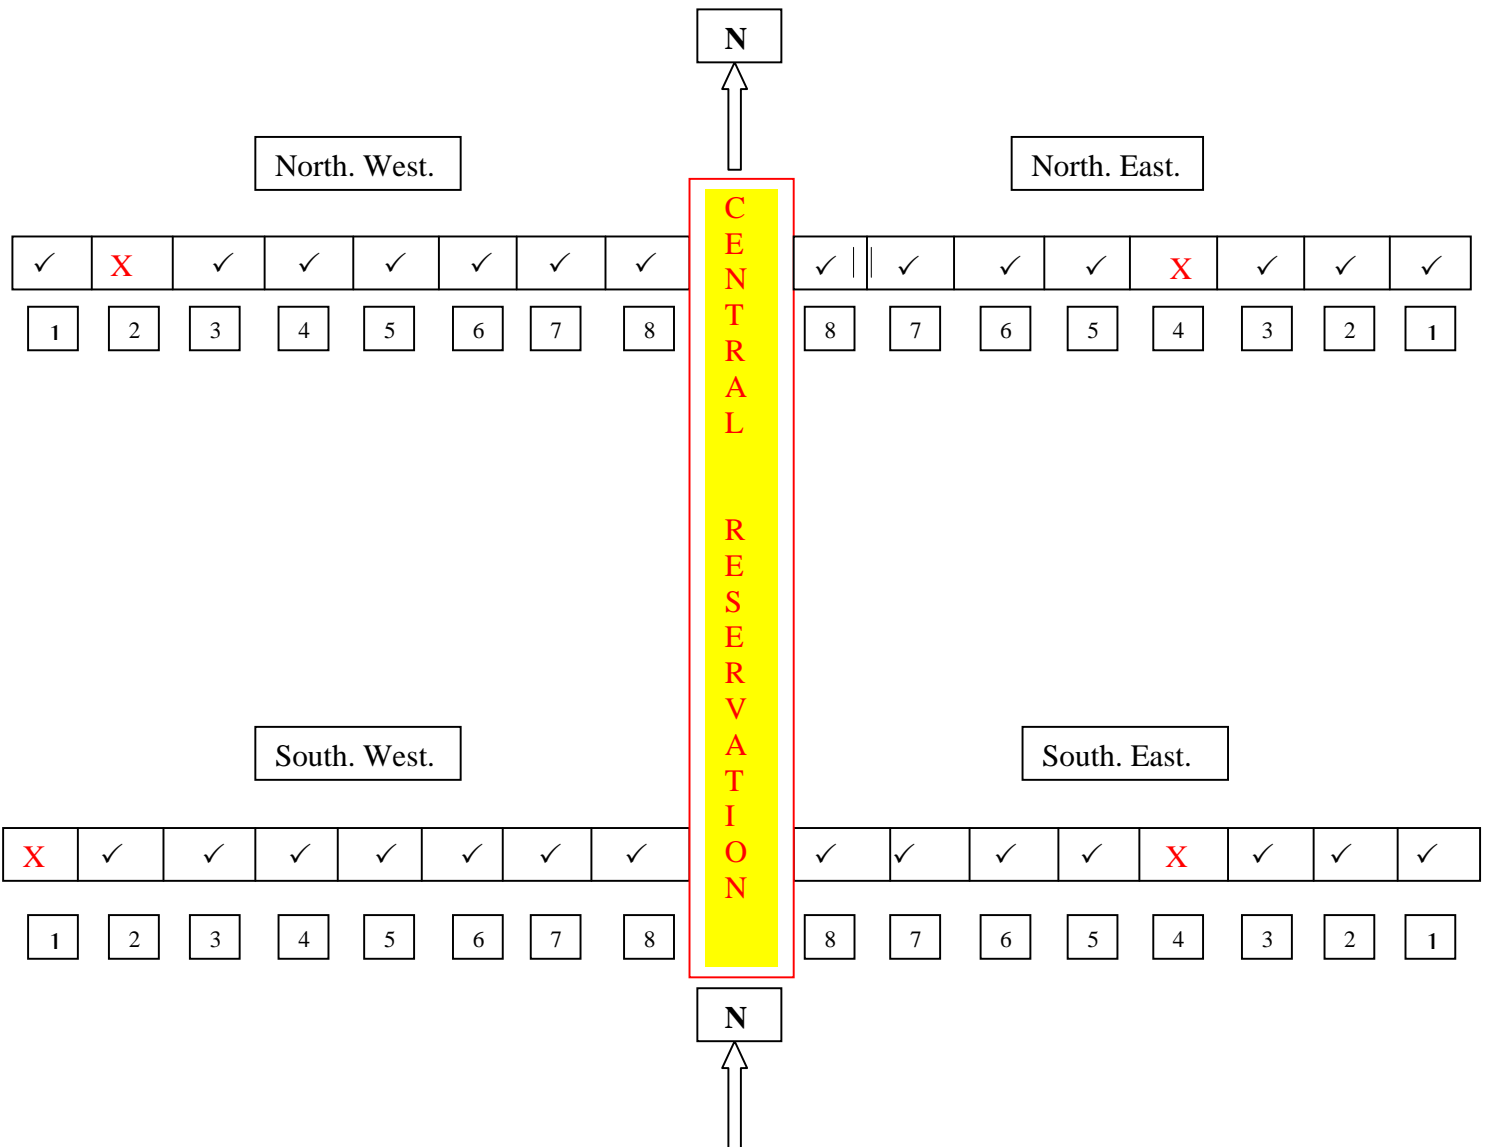 N
North. West.
North. East.
✓ X ✓ ✓ ✓ ✓ ✓ ✓
✓ ✓ ✓ ✓ X ✓ ✓ ✓
1 2 3 4 5 6 7 8
8 7 6 5 4 3 2 1
CENTRAL RESERVATION
South. West.
South. East.
X ✓ ✓ ✓ ✓ ✓ ✓ ✓
✓ ✓ ✓ ✓ X ✓ ✓ ✓
1 2 3 4 5 6 7 8
8 7 6 5 4 3 2 1
N